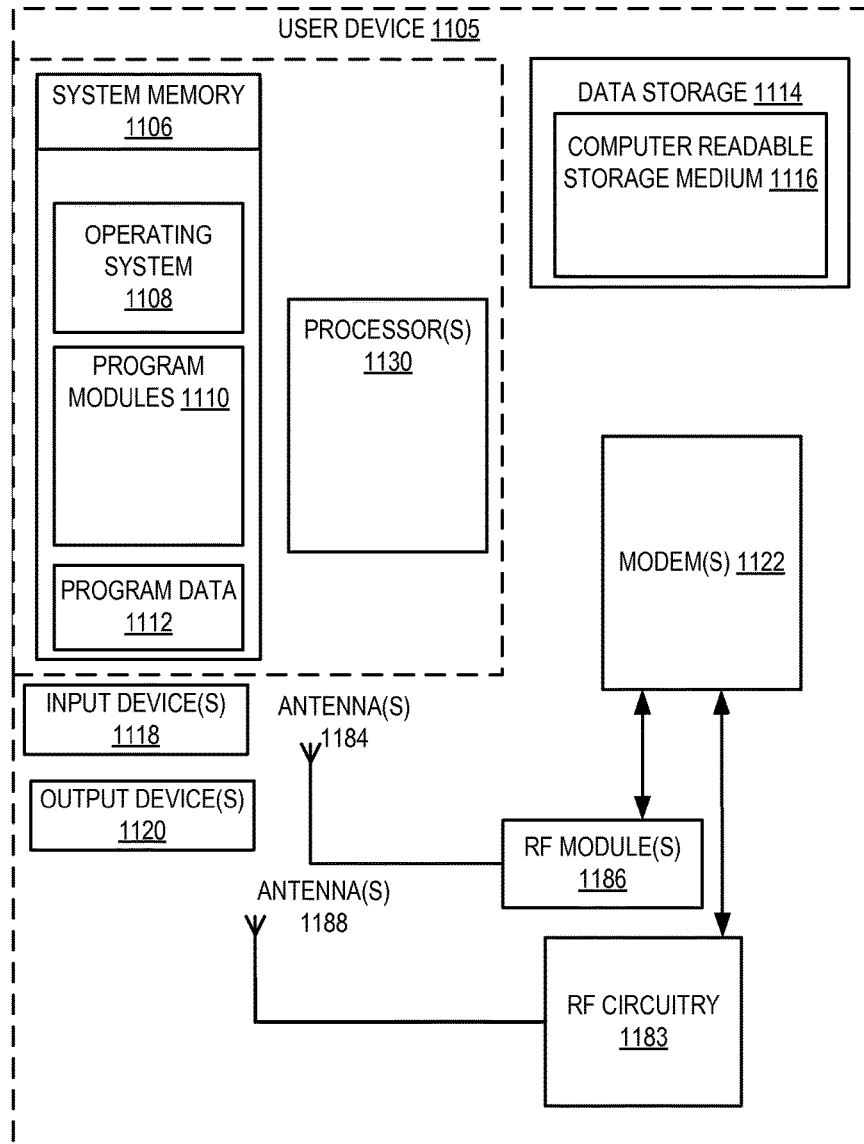 USER DEVICE 1105
SYSTEM MEMORY
1106
OPERATING
SYSTEM
1108
PROGRAM
MODULES 1110
PROGRAM DATA
1112
PROCESSOR(S)
1130
DATA STORAGE 1114
COMPUTER READABLE
STORAGE MEDIUM 1116
MODEM(S) 1122
INPUT DEVICE(S)
1118
OUTPUT DEVICE(S)
1120
ANTENNA(S)
1184
RF MODULE(S)
1186
ANTENNA(S)
1188
RF CIRCUITRY
1183